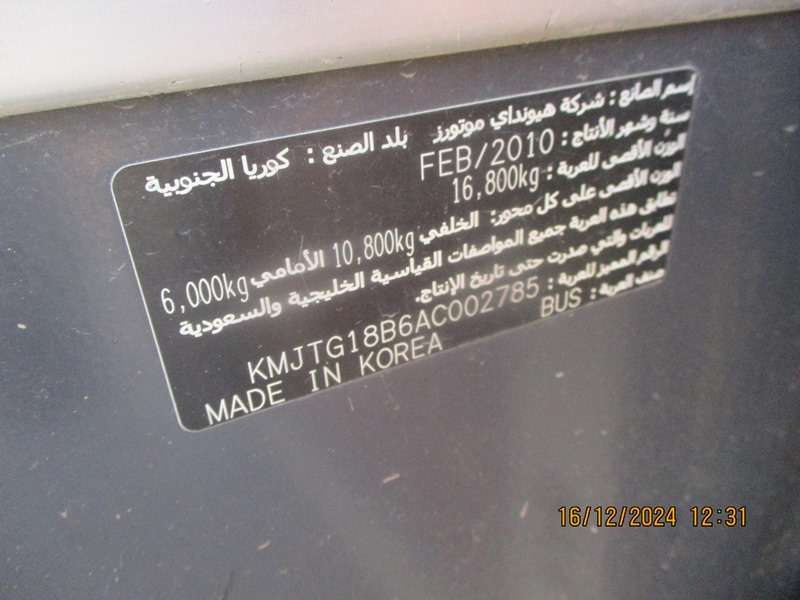 إسم الصانع : شركة هيونداي موتورز بلد الصنع : كوريا الجنوبية
سنة وشهر الأنتاج : FEB/2010
الوزن الأقصى للعربة : 16,800kg
الوزن الأقصى على كل محور: الخلفي 10,800kg الأمامي 6,000kg
تطابق هذه العربة جميع المواصفات القياسية الخليجية والسعودية
للعربات والتي صدرت حتى تاريخ الإنتاج.
الرقم المميز للعربة : KMJTG18B6AC002785
صنف العربة : BUS MADE IN KOREA
16/12/2024 12:31